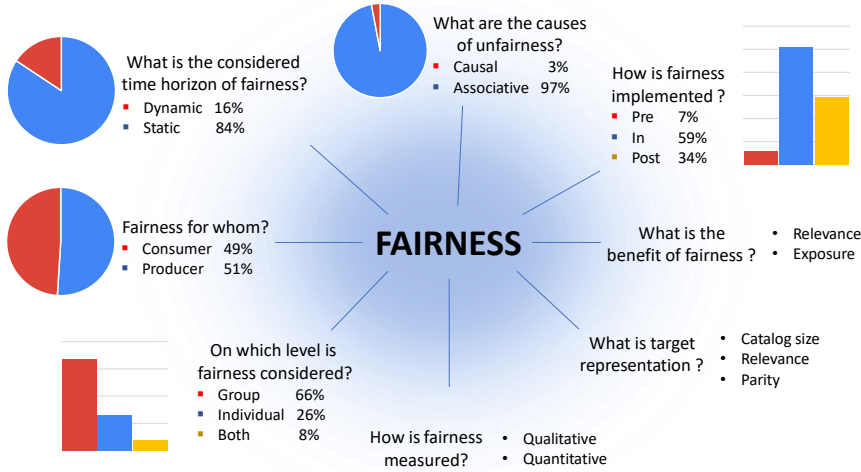 What are the causes
of unfairness?
Causal 3%
Associative 97%
What is the considered
time horizon of fairness?
Dynamic 16%
Static 84%
How is fairness
implemented ?
Pre 7%
In 59%
Post 34%
Fairness for whom?
Consumer 49%
Producer 51%
FAIRNESS
What is the
benefit of fairness ?
• Relevance
• Exposure
On which level is
fairness considered?
Group 66%
Individual 26%
Both 8%
What is target
representation ?
• Catalog size
• Relevance
• Parity
How is fairness
measured?
• Qualitative
• Quantitative